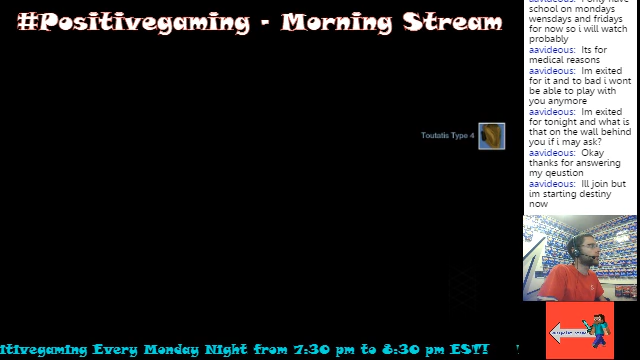 #Positivegaming - Morning Stream
school on mondays
wensdays and fridays
for now so i will watch
probably
aavideous: Its for
medical reasons
aavideous: Im exited
for it and to bad i wont
be able to play with
you anymore
aavideous: Im exited
for tonight and what is
that on the wall behind
you if i may ask?
aavideous: Okay
thanks for answering
my qeustion
aavideous: Ill join but
im starting destiny
now
Toutatis Type 4
itivegaming Every Monday Night from 7:30 pm to 8:30 pm EST!